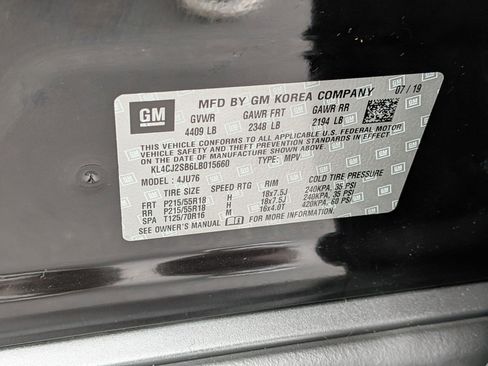 GM
MFD BY GM KOREA COMPANY 07/19
GVWR GAWR FRT GAWR RR
4409 LB 2348 LB 2194 LB
THIS VEHICLE CONFORMS TO ALL APPLICABLE U.S. FEDERAL MOTOR
VEHICLE SAFETY AND THEFT PREVENTION STANDARDS IN EFFECT ON
THE DATE OF MANUFACTURE SHOWN ABOVE.
KL4CJ2SB6LB015660 TYPE: MPV
MODEL: 4JU76
TIRE SIZE SPEED RTG RIM COLD TIRE PRESSURE
FRT P215/55R18 H 18x7.5J 240KPA, 35 PSI
RR P215/55R18 H 18x7.5J 240KPA, 35 PSI
SPA T125/70R16 M 16x4.0T 420KPA, 60 PSI
SEE OWNER'S MANUAL FOR MORE INFORMATION.